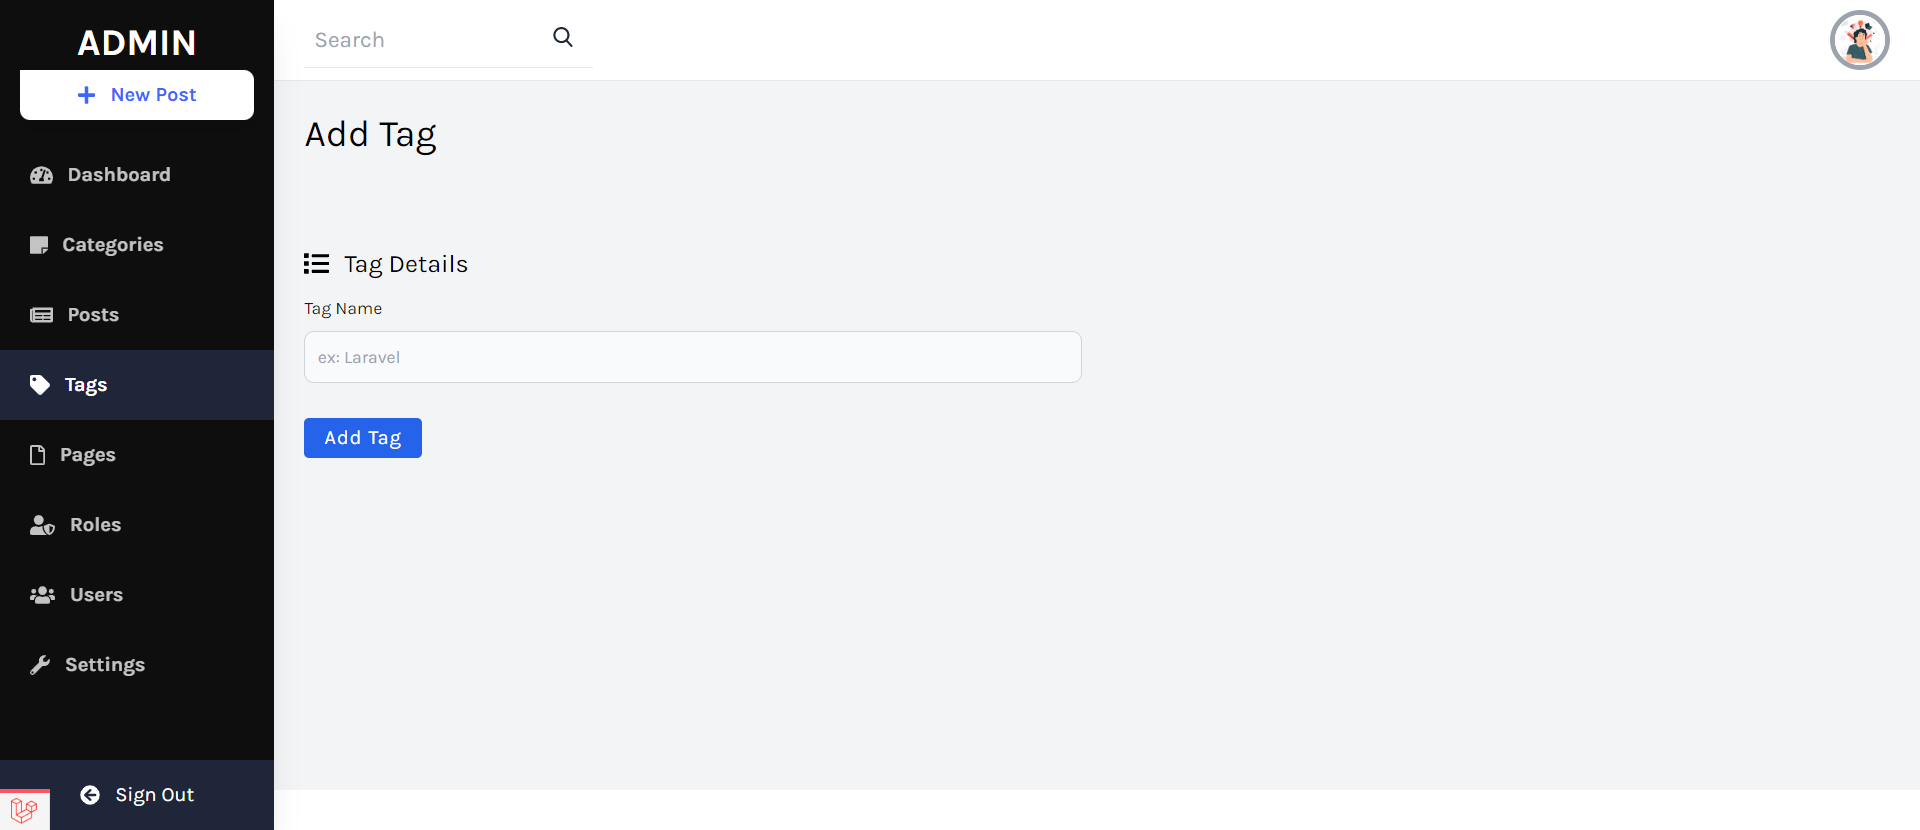 ADMIN
New Post
Dashboard
Categories
Posts
Tags
Pages
Roles
Users
Settings
Sign Out
Search
Add Tag
Tag Details
Tag Name
ex: Laravel
Add Tag